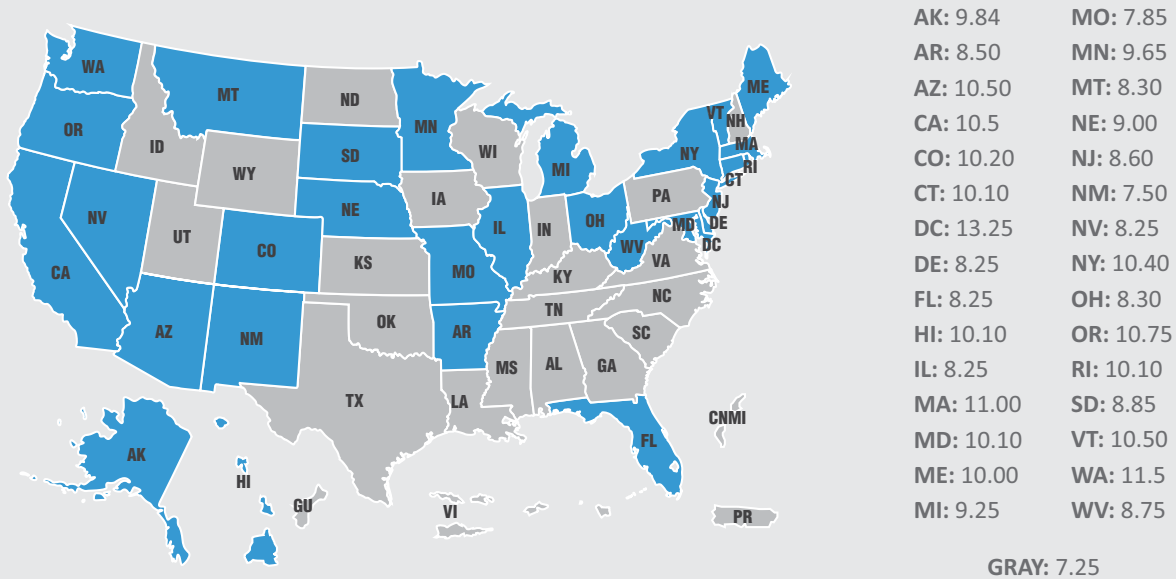 WA
MT
ND
ME
OR
ID
MN
VT
NH
SD
WI
NY
MA
WY
MI
RI
CT
NV
NE
IA
PA
NJ
UT
CO
IL
IN
OH
MD
DE
CA
KS
MO
WV
DC
KY
VA
AZ
NM
OK
TN
NC
AR
SC
MS
AL
GA
TX
LA
CNMI
FL
AK
HI
GU
VI
PR
AK: 9.84
AR: 8.50
AZ: 10.50
CA: 10.5
CO: 10.20
CT: 10.10
DC: 13.25
DE: 8.25
FL: 8.25
HI: 10.10
IL: 8.25
MA: 11.00
MD: 10.10
ME: 10.00
MI: 9.25
MO: 7.85
MN: 9.65
MT: 8.30
NE: 9.00
NJ: 8.60
NM: 7.50
NV: 8.25
NY: 10.40
OH: 8.30
OR: 10.75
RI: 10.10
SD: 8.85
VT: 10.50
WA: 11.5
WV: 8.75
GRAY: 7.25